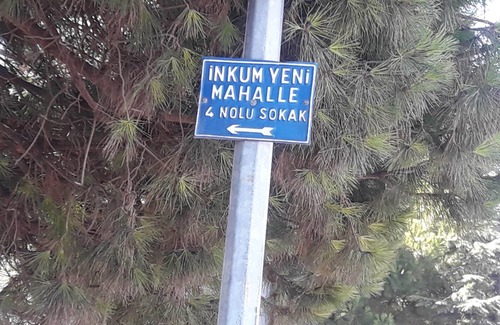 İNKUM YENİ
MAHALLE
4 NOLU SOKAK